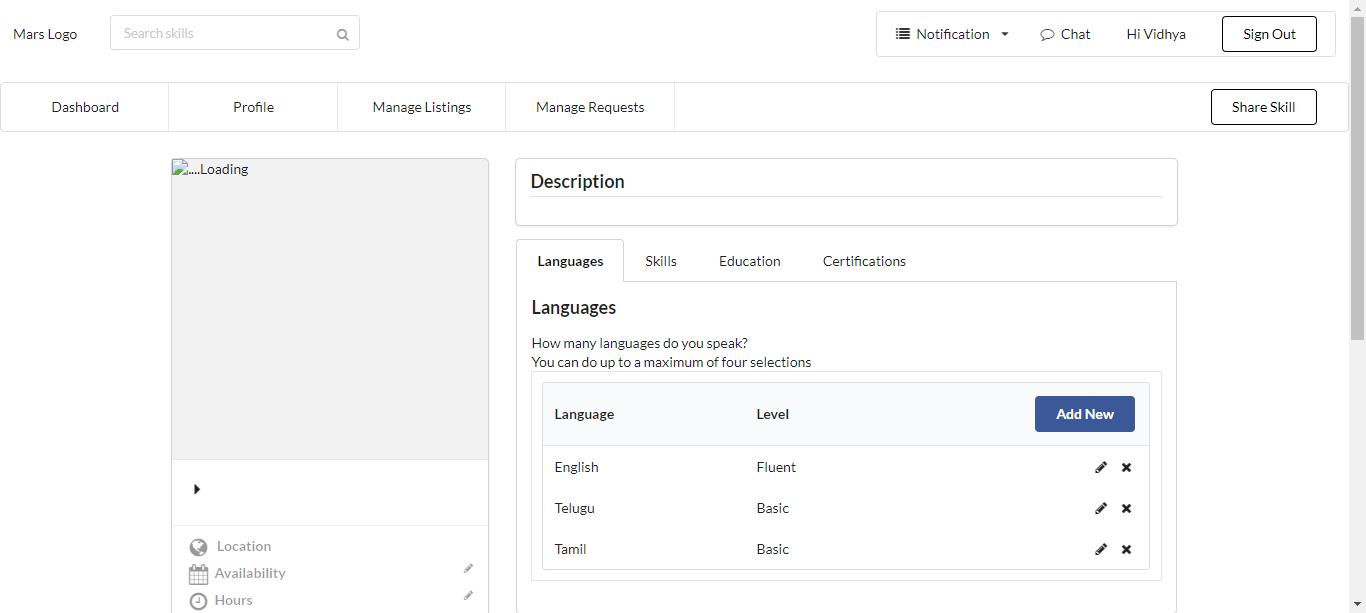 Mars Logo
Search skills
Notification
Chat
Hi Vidhya
Sign Out
Dashboard
Profile
Manage Listings
Manage Requests
Share Skill
....Loading
Location
Availability
Hours
Description
Languages
Skills
Education
Certifications
Languages
How many languages do you speak?
You can do up to a maximum of four selections
Language
Level
Add New
English
Fluent
Telugu
Basic
Tamil
Basic